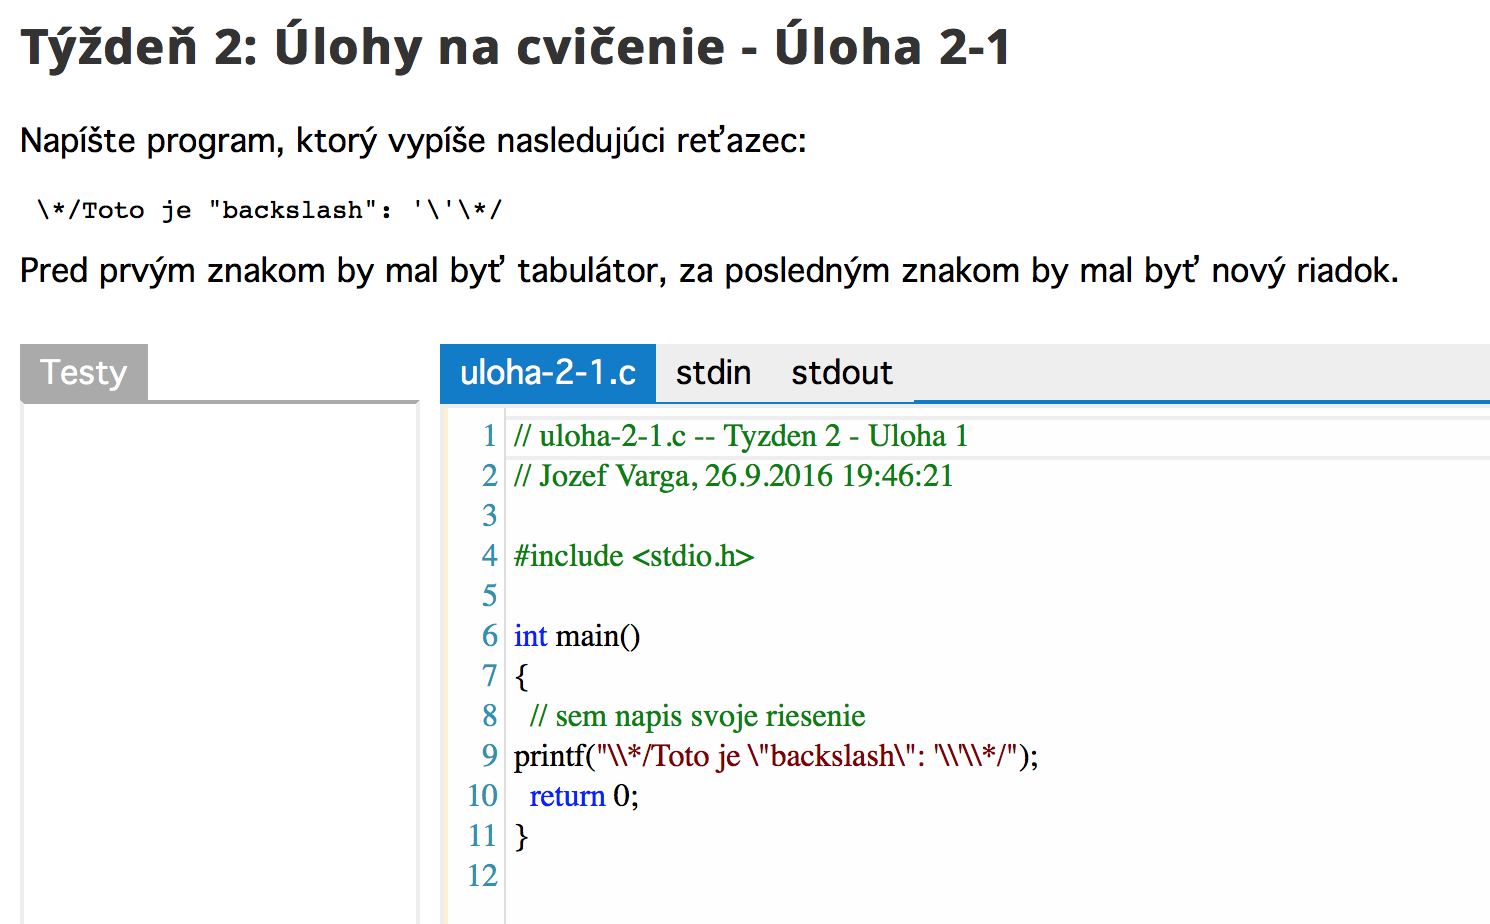 Týždeň 2: Úlohy na cvičenie - Úloha 2-1
Napíšte program, ktorý vypíše nasledujúci reťazec:
\*/Toto je "backslash": '\'\*/
Pred prvým znakom by mal byť tabulátor, za posledným znakom by mal byť nový riadok.
Testy
uloha-2-1.c stdin stdout
1 // uloha-2-1.c -- Tyzden 2 - Uloha 1
2 // Jozef Varga, 26.9.2016 19:46:21
3
4 #include <stdio.h>
5
6 int main()
7 {
8 // sem napis svoje riesenie
9 printf("\\*/Toto je \"backslash\": '\\'\\*/");
10 return 0;
11 }
12